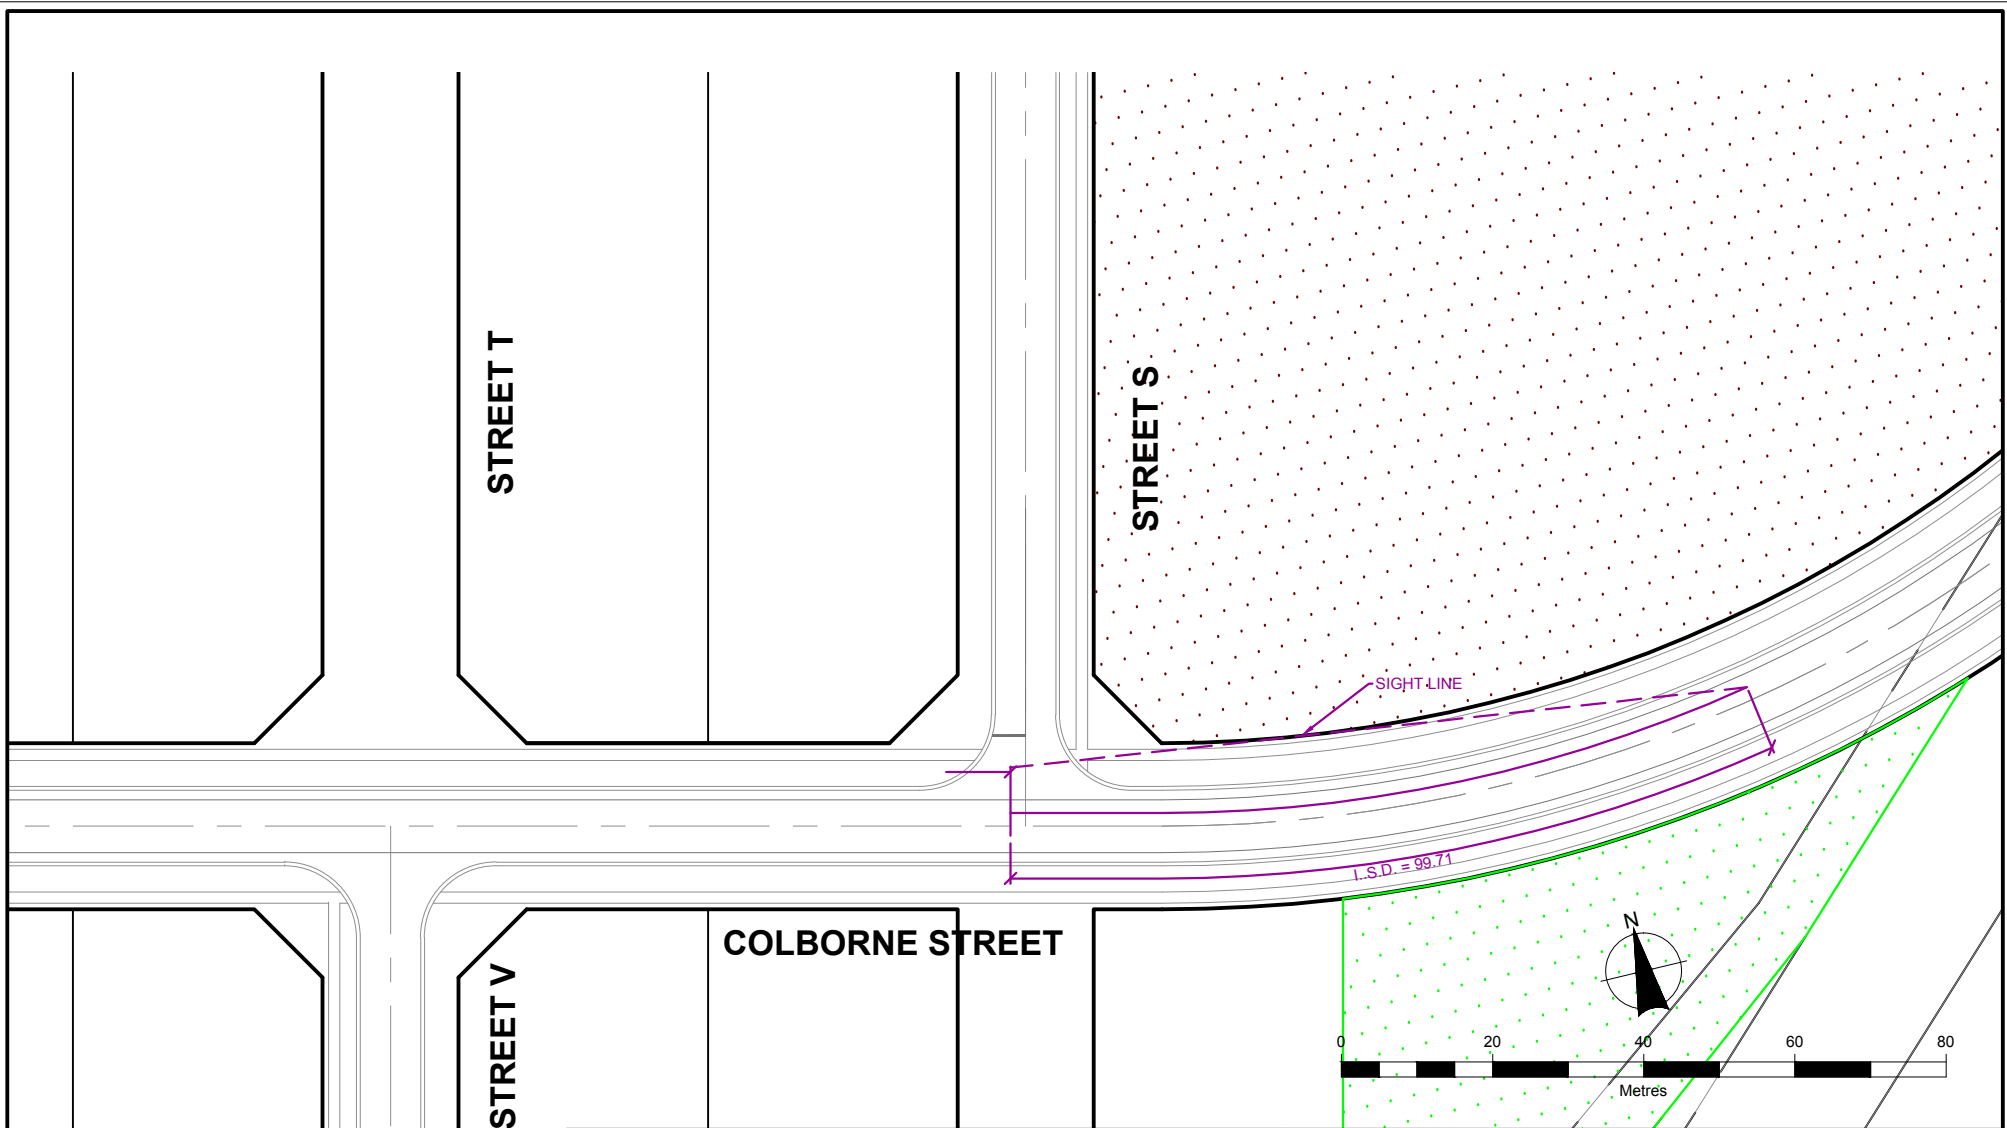 STREET T
STREET S
SIGHT LINE
I.S.D. = 99.71
COLBORNE STREET
N
STREET V
0 20 40 60 80
Metres